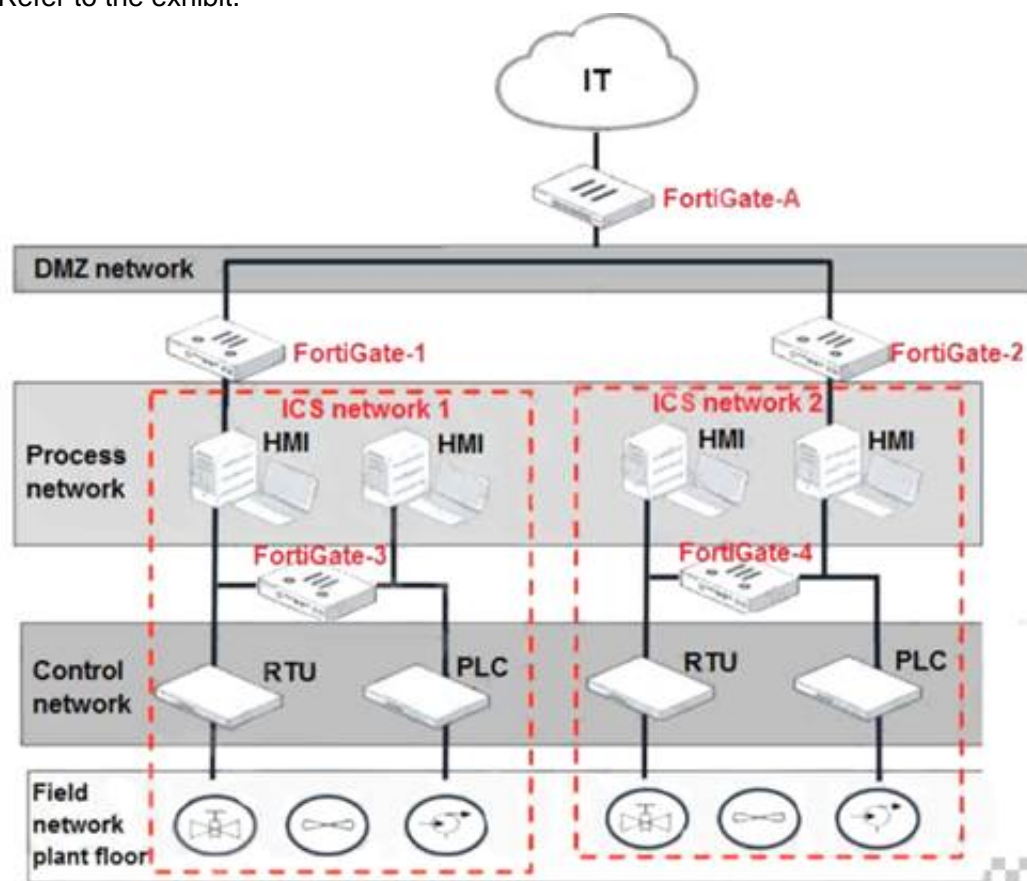 Refer to the exhibit.
IT
FortiGate-A
DMZ network
FortiGate-1
FortiGate-2
ICS network 1
ICS network 2
HMI
HMI
HMI
HMI
Process
network
FortiGate-3
FortiGate-4
Control
network
RTU
PLC
RTU
PLC
Field
network
plant floor